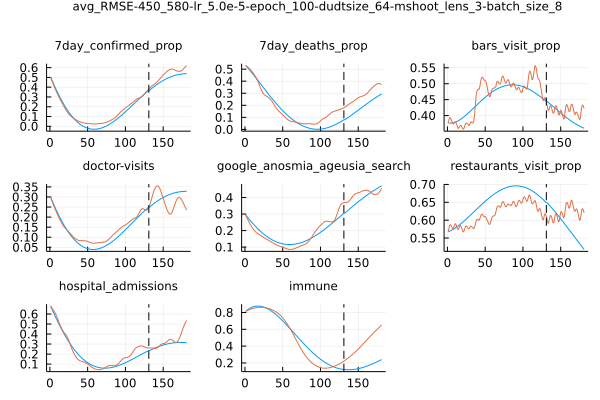 avg_RMSE-450_580-lr_5.0e-5-epoch_100-dudtsize_64-mshoot_lens_3-batch_size_8
7day_confirmed_prop 7day_deaths_prop bars_visit_prop
0.6 0.5 0.4 0.3 0.2 0.1 0.0
0 50 100 150
0.5 0.4 0.3 0.2 0.1 0.0
0 50 100 150
0.55 0.50 0.45 0.40
0 50 100 150
doctor-visits google_anosmia_ageusia_search restaurants_visit_prop
0.35 0.30 0.25 0.20 0.15 0.10 0.05
0 50 100 150
0.4 0.3 0.2 0.1
0 50 100 150
0.70 0.65 0.60 0.55
0 50 100 150
hospital_admissions immune
0.6 0.5 0.4 0.3 0.2 0.1
0 50 100 150
0.8 0.6 0.4 0.2
0 50 100 150